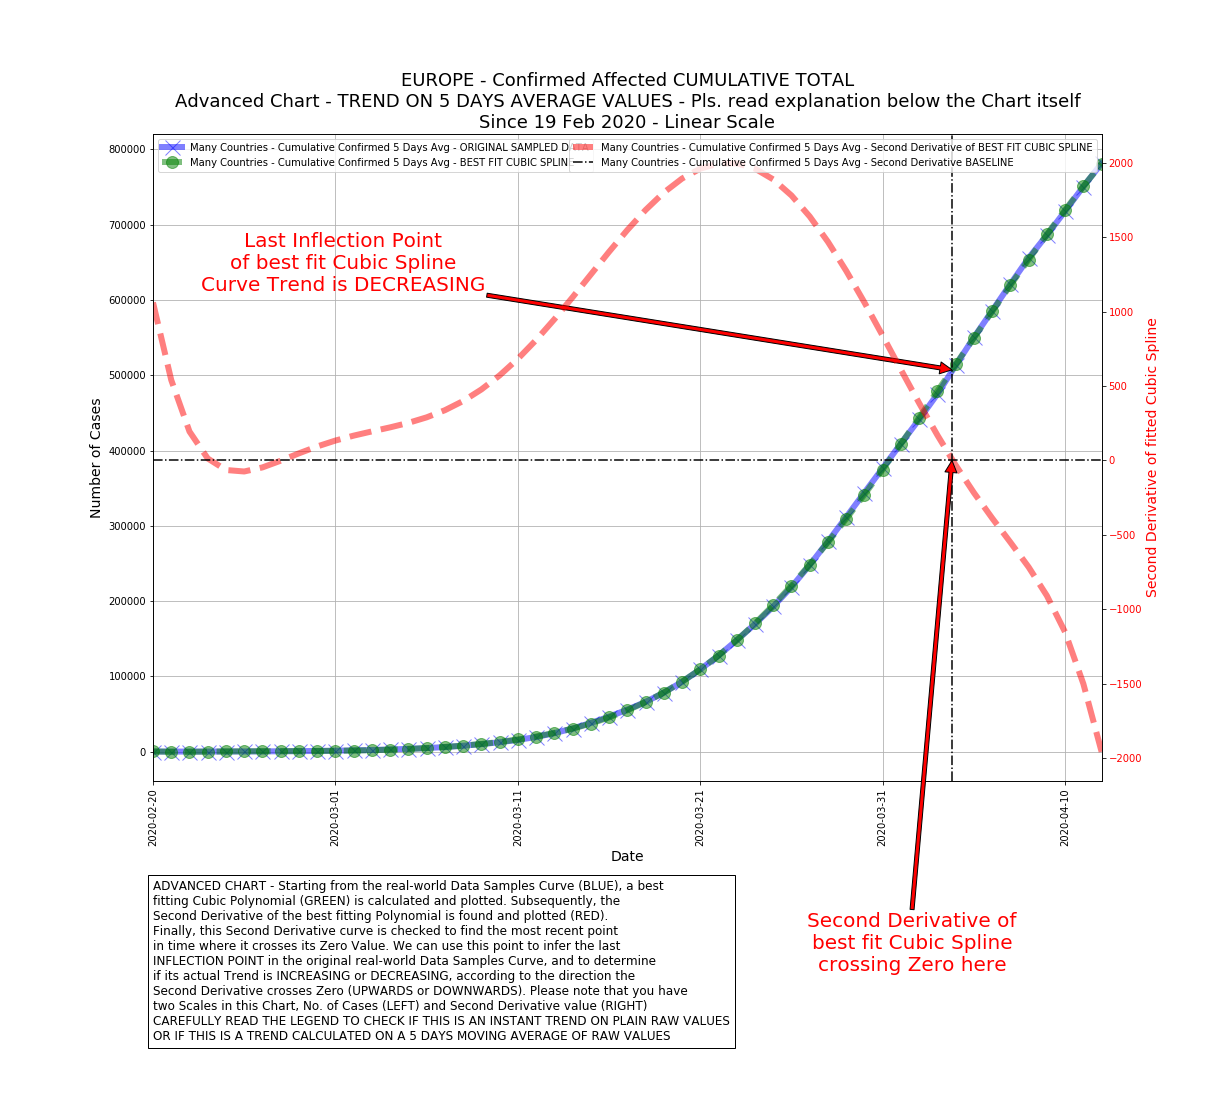 EUROPE - Confirmed Affected CUMULATIVE TOTAL
Advanced Chart - TREND ON 5 DAYS AVERAGE VALUES - Pls. read explanation below the Chart itself
Since 19 Feb 2020 - Linear Scale
Many Countries - Cumulative Confirmed 5 Days Avg - ORIGINAL SAMPLED DATA
Many Countries - Cumulative Confirmed 5 Days Avg - BEST FIT CUBIC SPLIN
Many Countries - Cumulative Confirmed 5 Days Avg - Second Derivative of BEST FIT CUBIC SPLINE
Many Countries - Cumulative Confirmed 5 Days Avg - Second Derivative BASELINE
Last Inflection Point
of best fit Cubic Spline
Curve Trend is DECREASING
Number of Cases
800000
700000
600000
500000
400000
300000
200000
100000
0
2000
1500
1000
500
0
−500
−1000
−1500
−2000
Second Derivative of fitted Cubic Spline
2020-02-20
2020-03-01
2020-03-11
2020-03-21
2020-03-31
2020-04-10
Date
ADVANCED CHART - Starting from the real-world Data Samples Curve (BLUE), a best
fitting Cubic Polynomial (GREEN) is calculated and plotted. Subsequently, the
Second Derivative of the best fitting Polynomial is found and plotted (RED).
Finally, this Second Derivative curve is checked to find the most recent point
in time where it crosses its Zero Value. We can use this point to infer the last
INFLECTION POINT in the original real-world Data Samples Curve, and to determine
if its actual Trend is INCREASING or DECREASING, according to the direction the
Second Derivative crosses Zero (UPWARDS or DOWNWARDS). Please note that you have
two Scales in this Chart, No. of Cases (LEFT) and Second Derivative value (RIGHT)
CAREFULLY READ THE LEGEND TO CHECK IF THIS IS AN INSTANT TREND ON PLAIN RAW VALUES
OR IF THIS IS A TREND CALCULATED ON A 5 DAYS MOVING AVERAGE OF RAW VALUES
Second Derivative of
best fit Cubic Spline
crossing Zero here